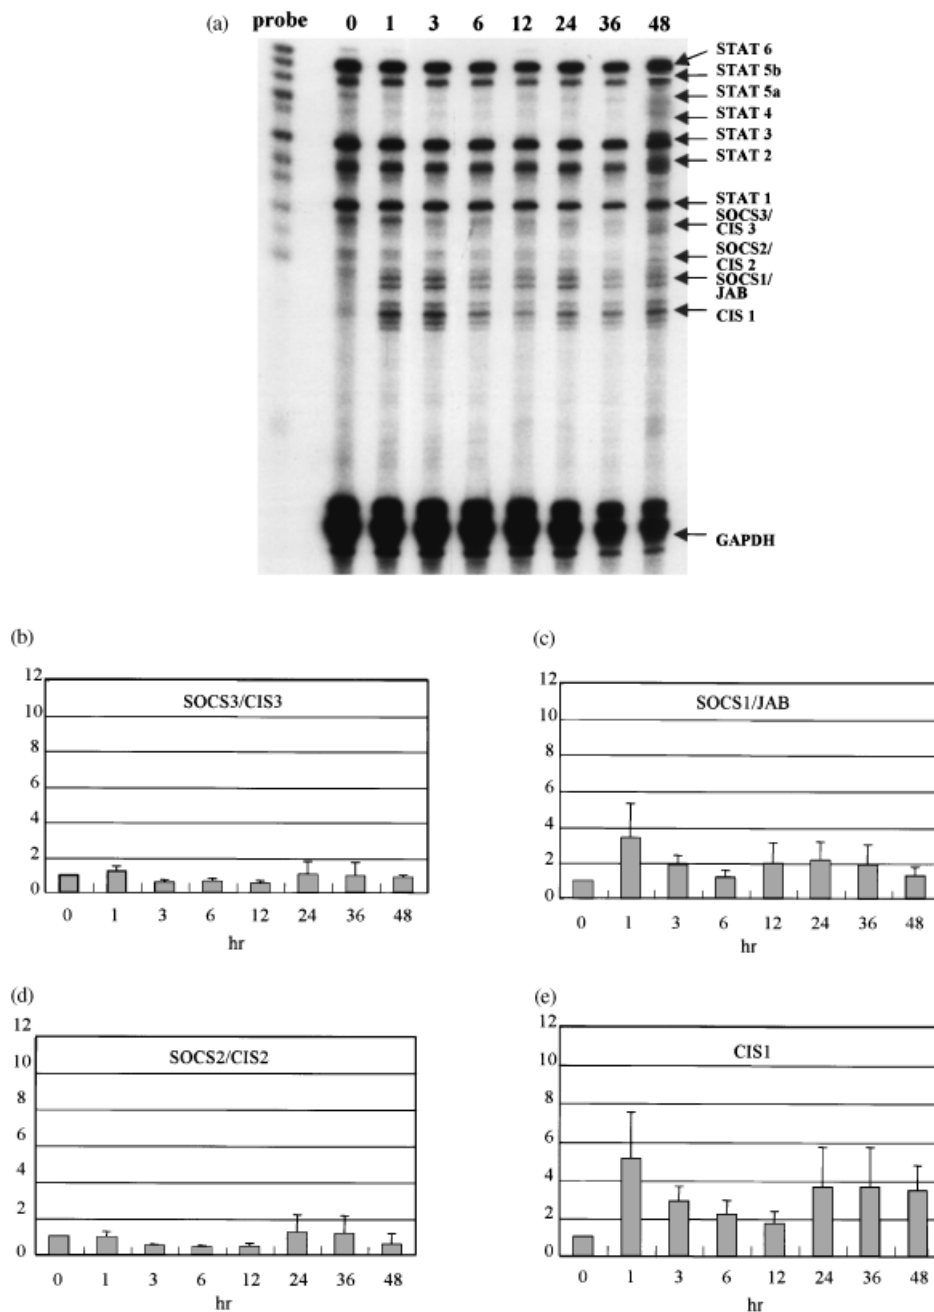 (a) probe 0 1 3 6 12 24 36 48
STAT 6
STAT 5b
STAT 5a
STAT 4
STAT 3
STAT 2
STAT 1
SOCS3/
CIS 3
SOCS2/
CIS 2
SOCS1/
JAB
CIS 1
GAPDH
(b)
12
10
8
6
4
2
0
SOCS3/CIS3
0 1 3 6 12 24 36 48
hr
(c)
12
10
8
6
4
2
0
SOCS1/JAB
0 1 3 6 12 24 36 48
hr
(d)
12
10
8
6
4
2
0
SOCS2/CIS2
0 1 3 6 12 24 36 48
hr
(e)
12
10
8
6
4
2
0
CIS1
0 1 3 6 12 24 36 48
hr